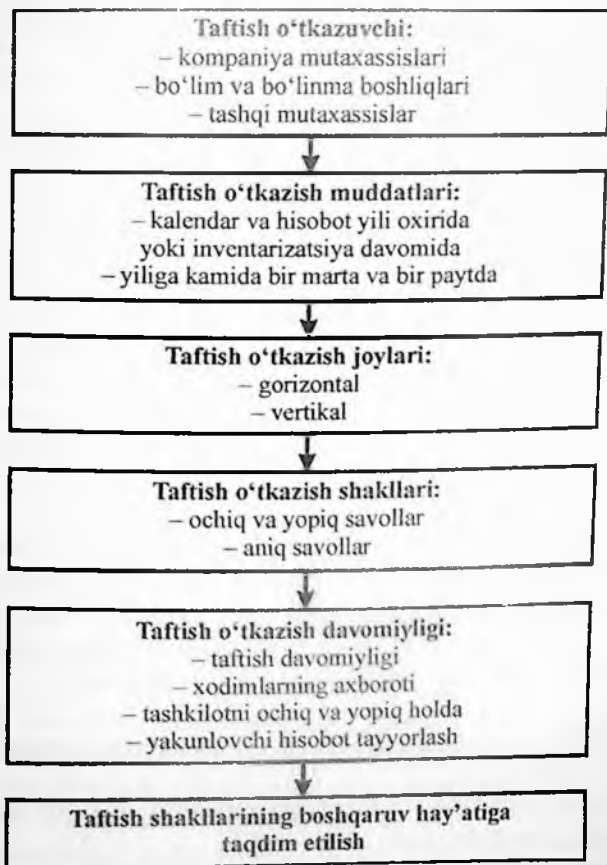 Taftish o‘tkazuvchi:
– kompaniya mutaxassislari
– bo‘lim va bo‘linma boshliqlari
– tashqi mutaxassislar
Taftish o‘tkazish muddatlari:
– kalendar va hisobot yili oxirida
yoki inventarizatsiya davomida
– yiliga kamida bir marta va bir paytda
Taftish o‘tkazish joylari:
– gorizontal
– vertikal
Taftish o‘tkazish shakllari:
– ochiq va yopiq savollar
– aniq savollar
Taftish o‘tkazish davomiyligi:
– taftish davomiyligi
– xodimlarning axboroti
– tashkilotni ochiq va yopiq holda
– yakunlovchi hisobot tayyorlash
Taftish shakllarining boshqaruv hay’atiga
taqdim etilish